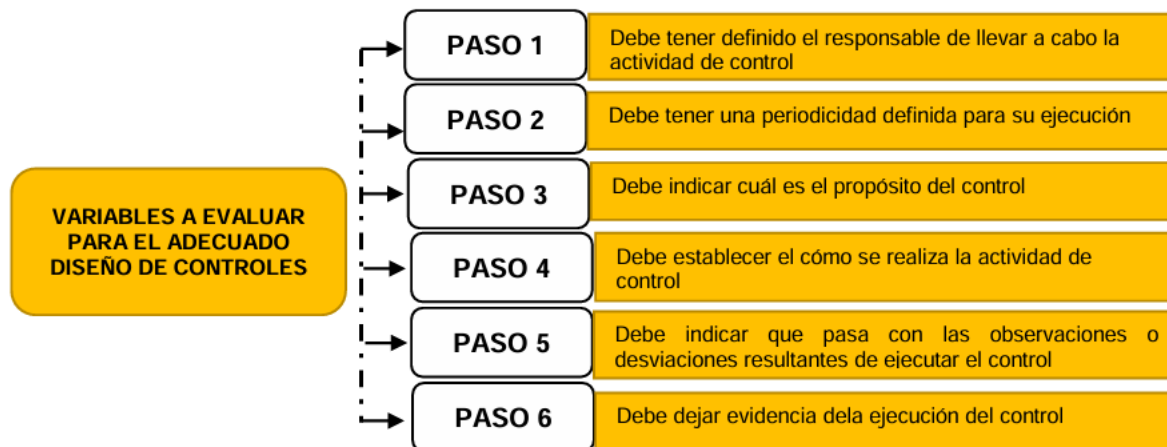 VARIABLES A EVALUAR
PARA EL ADECUADO
DISEÑO DE CONTROLES
PASO 1
Debe tener definido el responsable de llevar a cabo la
actividad de control
PASO 2
Debe tener una periodicidad definida para su ejecución
PASO 3
Debe indicar cuál es el propósito del control
PASO 4
Debe establecer el cómo se realiza la actividad de
control
PASO 5
Debe indicar que pasa con las observaciones o
desviaciones resultantes de ejecutar el control
PASO 6
Debe dejar evidencia dela ejecución del control